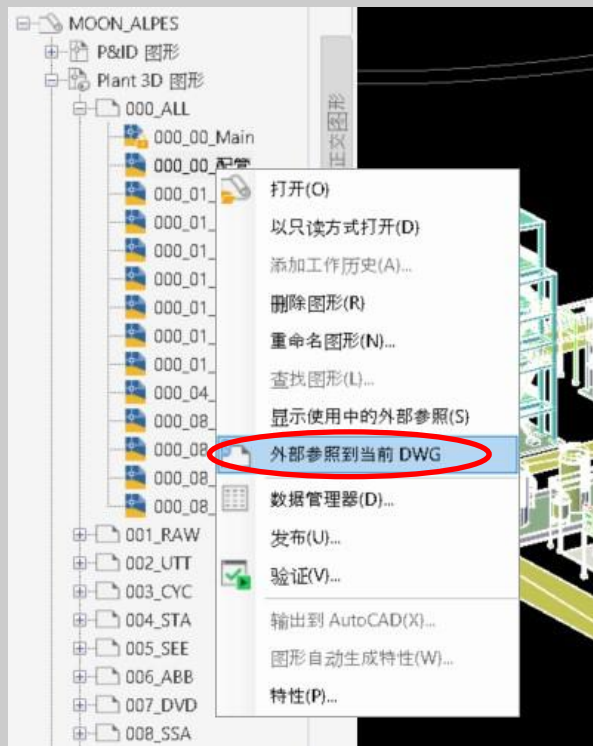 MOON_ALPES
P&ID 图形
Plant 3D 图形
000_ALL
000_00_Main
000_00_配管
000_01_
000_01_
000_01_
000_01_
000_01_
000_01_
000_01_
000_04_
000_08_
000_08_
000_08_
000_08_
001_RAW
002_UTT
003_CYC
004_STA
005_SEE
006_ABB
007_DVD
008_SSA
正交图形
打开(O)
以只读方式打开(D)
添加工作历史(A)...
删除图形(R)
重命名图形(N)...
查找图形(L)...
显示使用中的外部参照(S)
外部参照到当前 DWG
数据管理器(D)...
发布(U)...
验证(V)...
输出到 AutoCAD(X)...
图形自动生成特性(W)...
特性(P)...